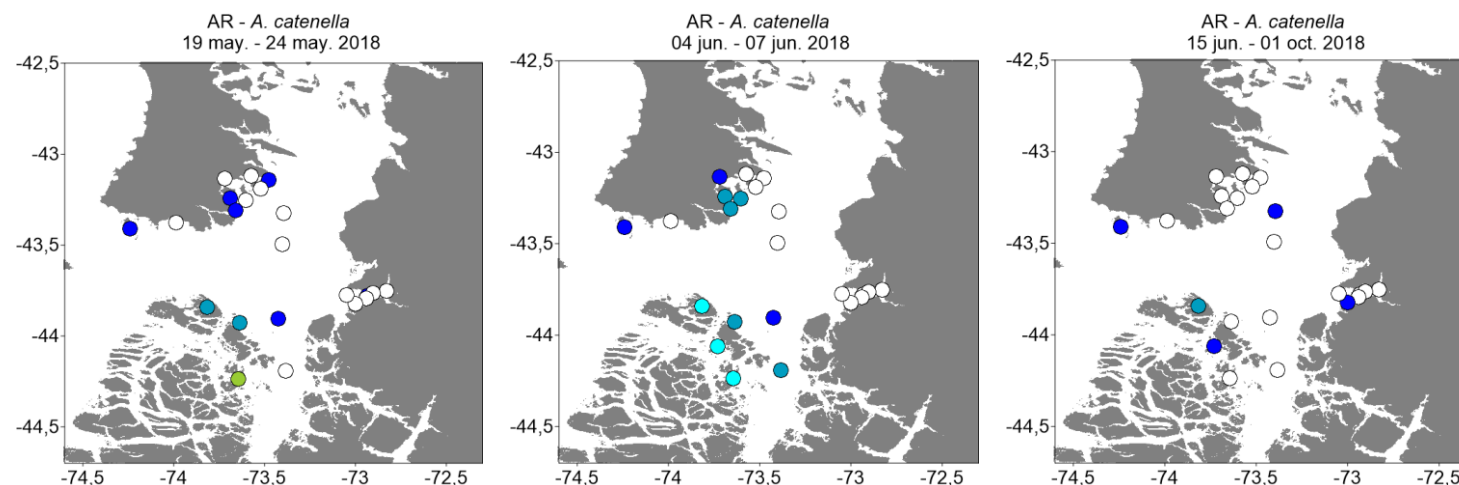 AR - A. catenella
19 may. - 24 may. 2018
-42.5
-43
-43.5
-44
-44.5
-74.5 -74 -73.5 -73 -72.5
AR - A. catenella
04 jun. - 07 jun. 2018
-42,5
-43
-43,5
-44
-44,5
-74,5 -74 -73,5 -73 -72,5
AR - A. catenella
15 jun. - 01 oct. 2018
-42,5
-43
-43,5
-44
-44,5
-74,5 -74 -73,5 -73 -72,5